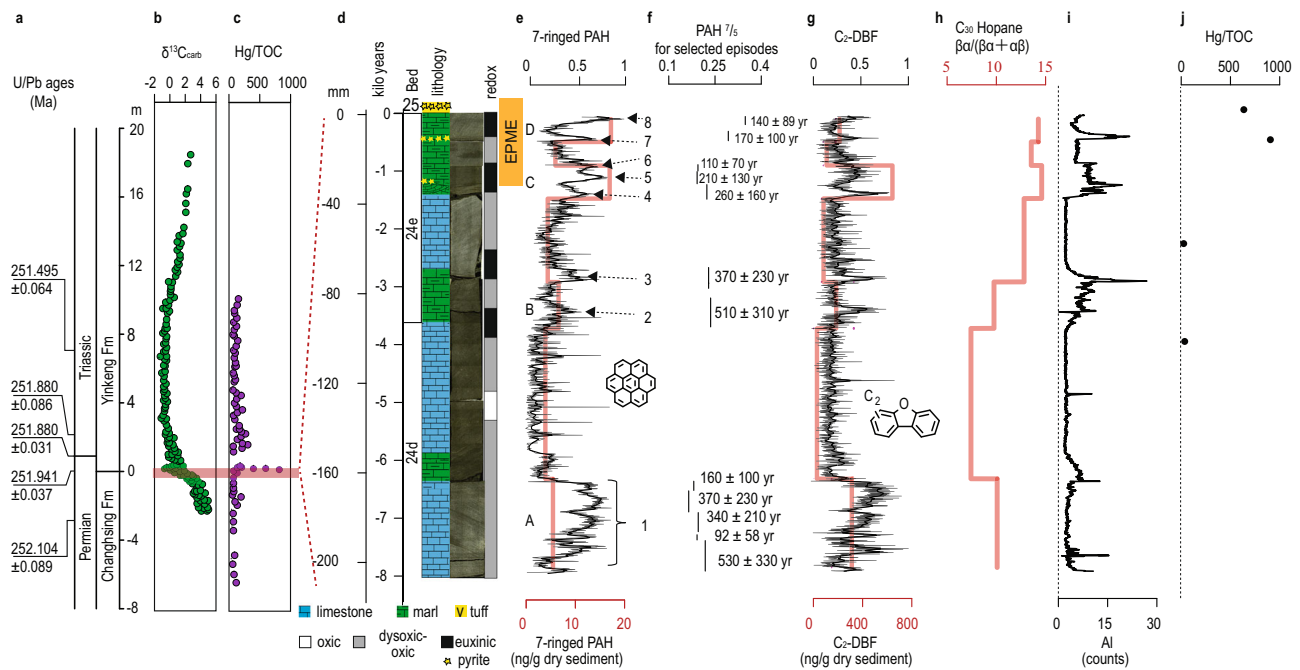 a b c d e f g h i j
U/Pb ages
(Ma)
δ13Ccarb
-2 0 2 4 6
Hg/TOC
0 500 1000
m
20
16
12
8
4
0
-4
-8
251.495
±0.064
251.880
±0.086
251.880
±0.031
251.941
±0.037
252.104
±0.089
Triassic
Permian
Yinkeng Fm
Changhsing Fm
mm
0
-40
-80
-120
-160
-200
kilo years
0
-1
-2
-3
-4
-5
-6
-7
-8
Bed
25
24e
24d
lithology
redox
EPME
7-ringed PAH
0 0.5 1
D
C
B
A
8
7
6
5
4
3
2
1
0 10 20
7-ringed PAH
(ng/g dry sediment)
PAH 7/5
for selected episodes
0.1 0.25 0.4
140 ± 89 yr
170 ± 100 yr
110 ± 70 yr
210 ± 130 yr
260 ± 160 yr
370 ± 230 yr
510 ± 310 yr
160 ± 100 yr
370 ± 230 yr
340 ± 210 yr
92 ± 58 yr
530 ± 330 yr
C2-DBF
0 0.5 1
C2
O
0 400 800
C2-DBF
(ng/g dry sediment)
C30 Hopane
βα/(βα+αβ)
5 10 15
0 15 30
Al
(counts)
Hg/TOC
0 500 1000
limestone marl v tuff
oxic dysoxic-
oxic euxinic
pyrite